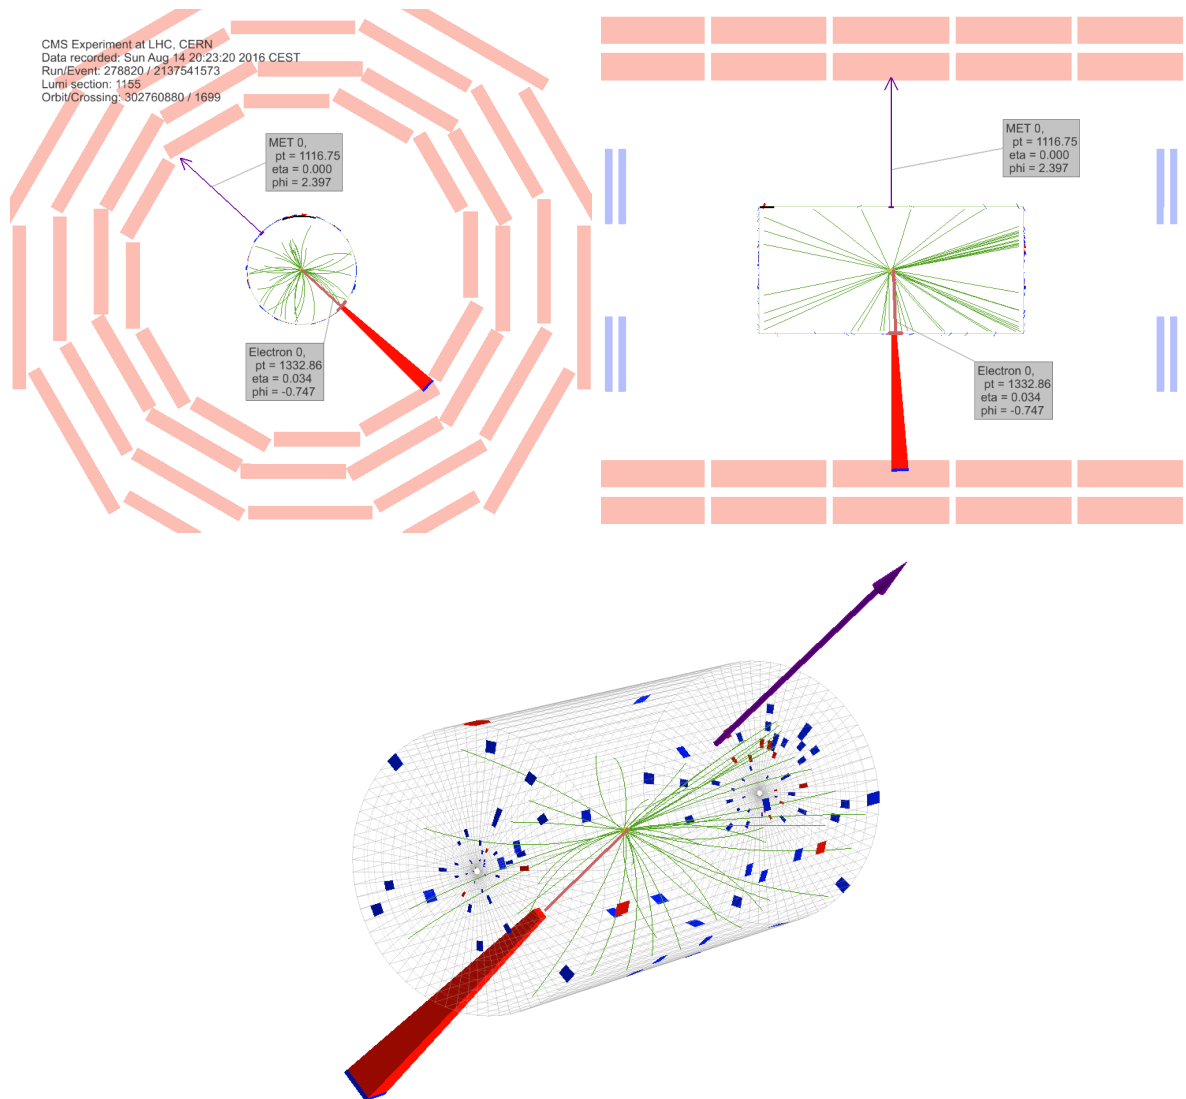 CMS Experiment at LHC, CERN
Data recorded: Sun Aug 14 20:23:20 2016 CEST
Run/Event: 278820 / 2137541573
Lumi section: 1155
Orbit/Crossing: 302760880 / 1699
MET 0,
pt = 1116.75
eta = 0.000
phi = 2.397
Electron 0,
pt = 1332.86
eta = 0.034
phi = -0.747
MET 0,
pt = 1116.75
eta = 0.000
phi = 2.397
Electron 0,
pt = 1332.86
eta = 0.034
phi = -0.747